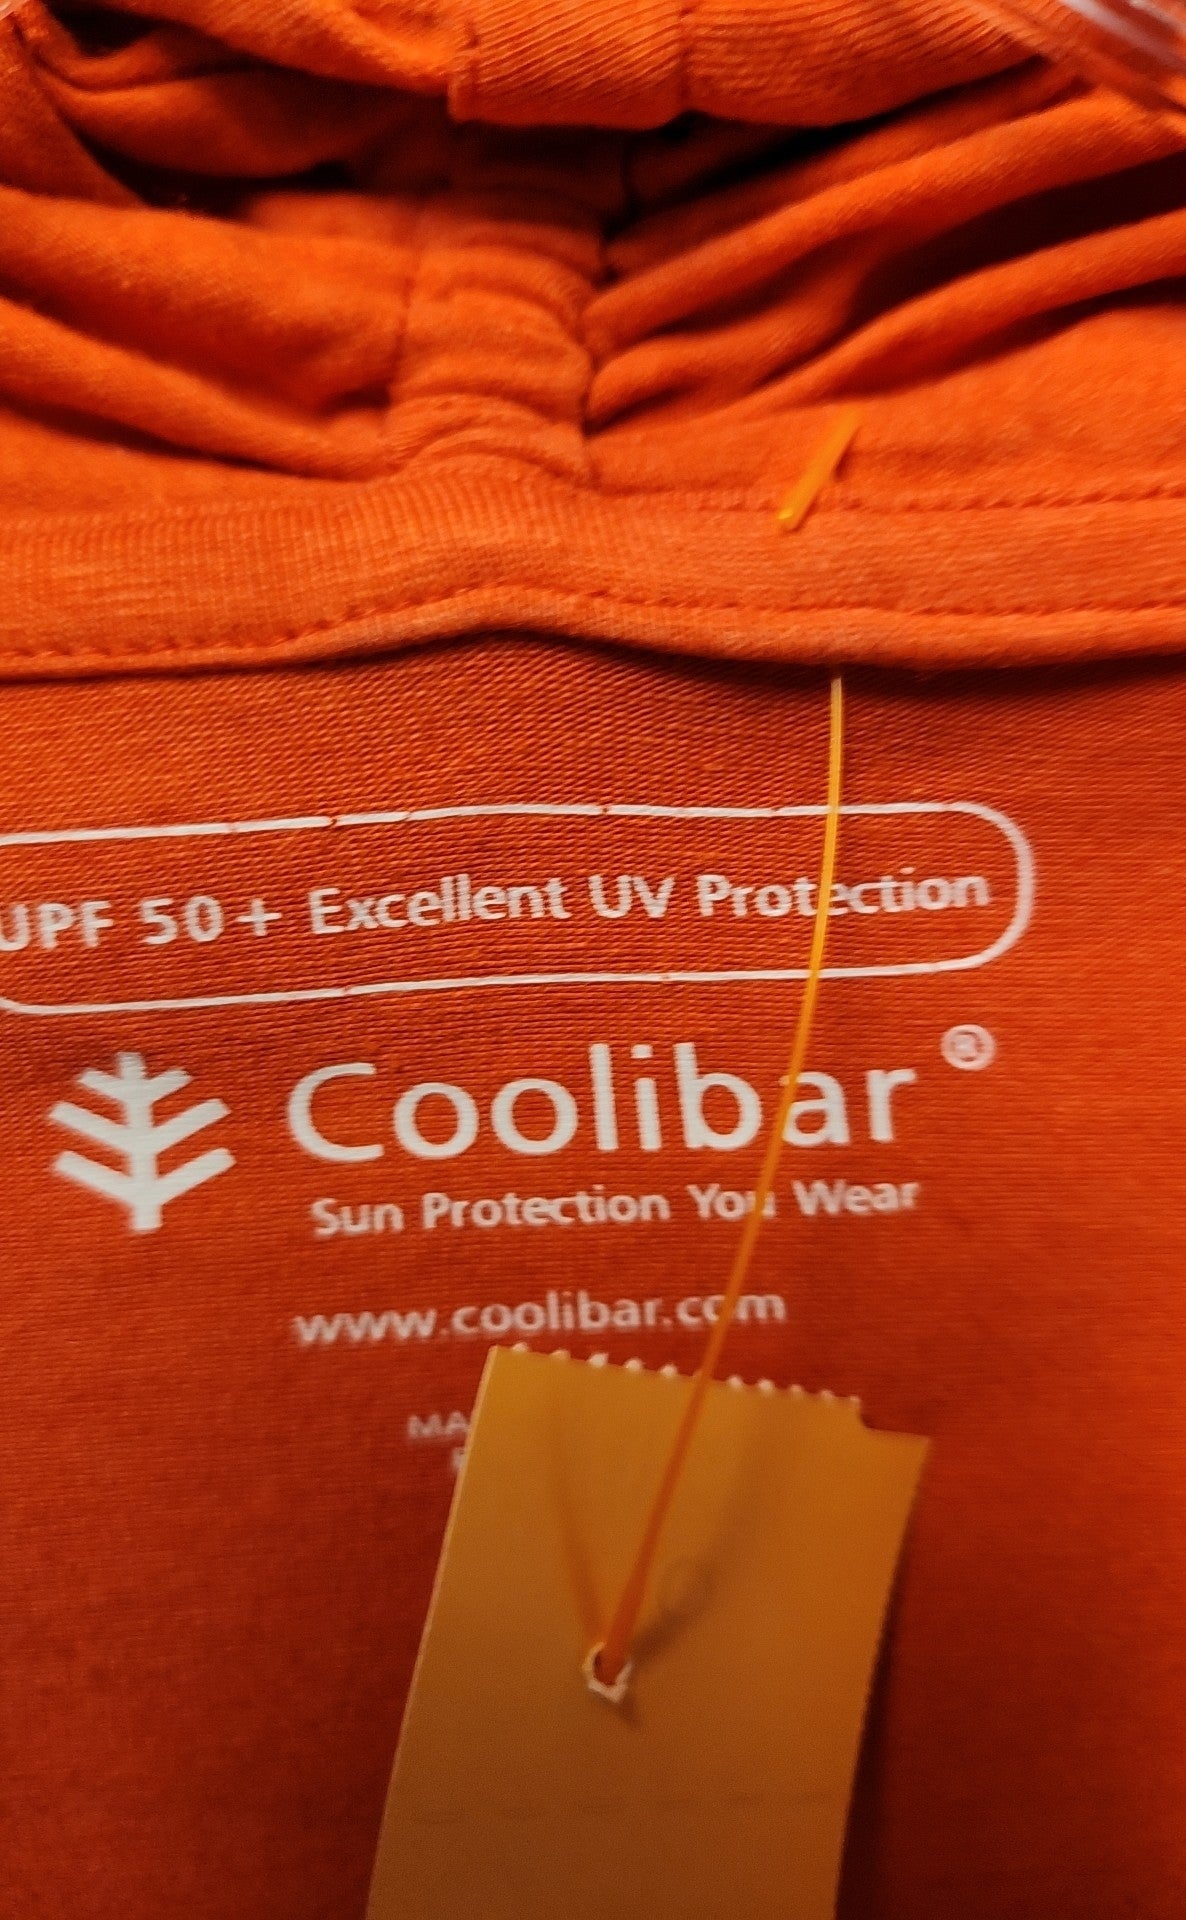 UPF 50+ Excellent UV Protection
Coolibar®
Sun Protection You Wear
www.coolibar.com